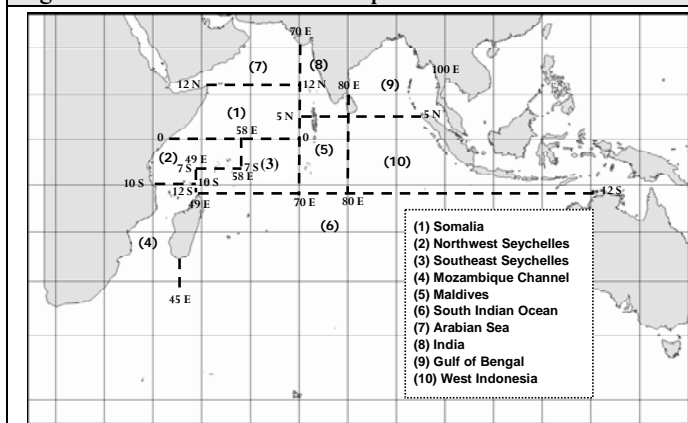 70 E
(7)
(8)
100 E
12 N
12 N
80 E
(9)
(1)
5 N
5 N
58 E
0
0
(2)
49 E
(5)
7 S
7 S
(3)
(10)
58 E
10 S
10 S
12 S
12 S
49 E
70 E
80 E
(6)
(4)
45 E
(1) Somalia
(2) Northwest Seychelles
(3) Southeast Seychelles
(4) Mozambique Channel
(5) Maldives
(6) South Indian Ocean
(7) Arabian Sea
(8) India
(9) Gulf of Bengal
(10) West Indonesia